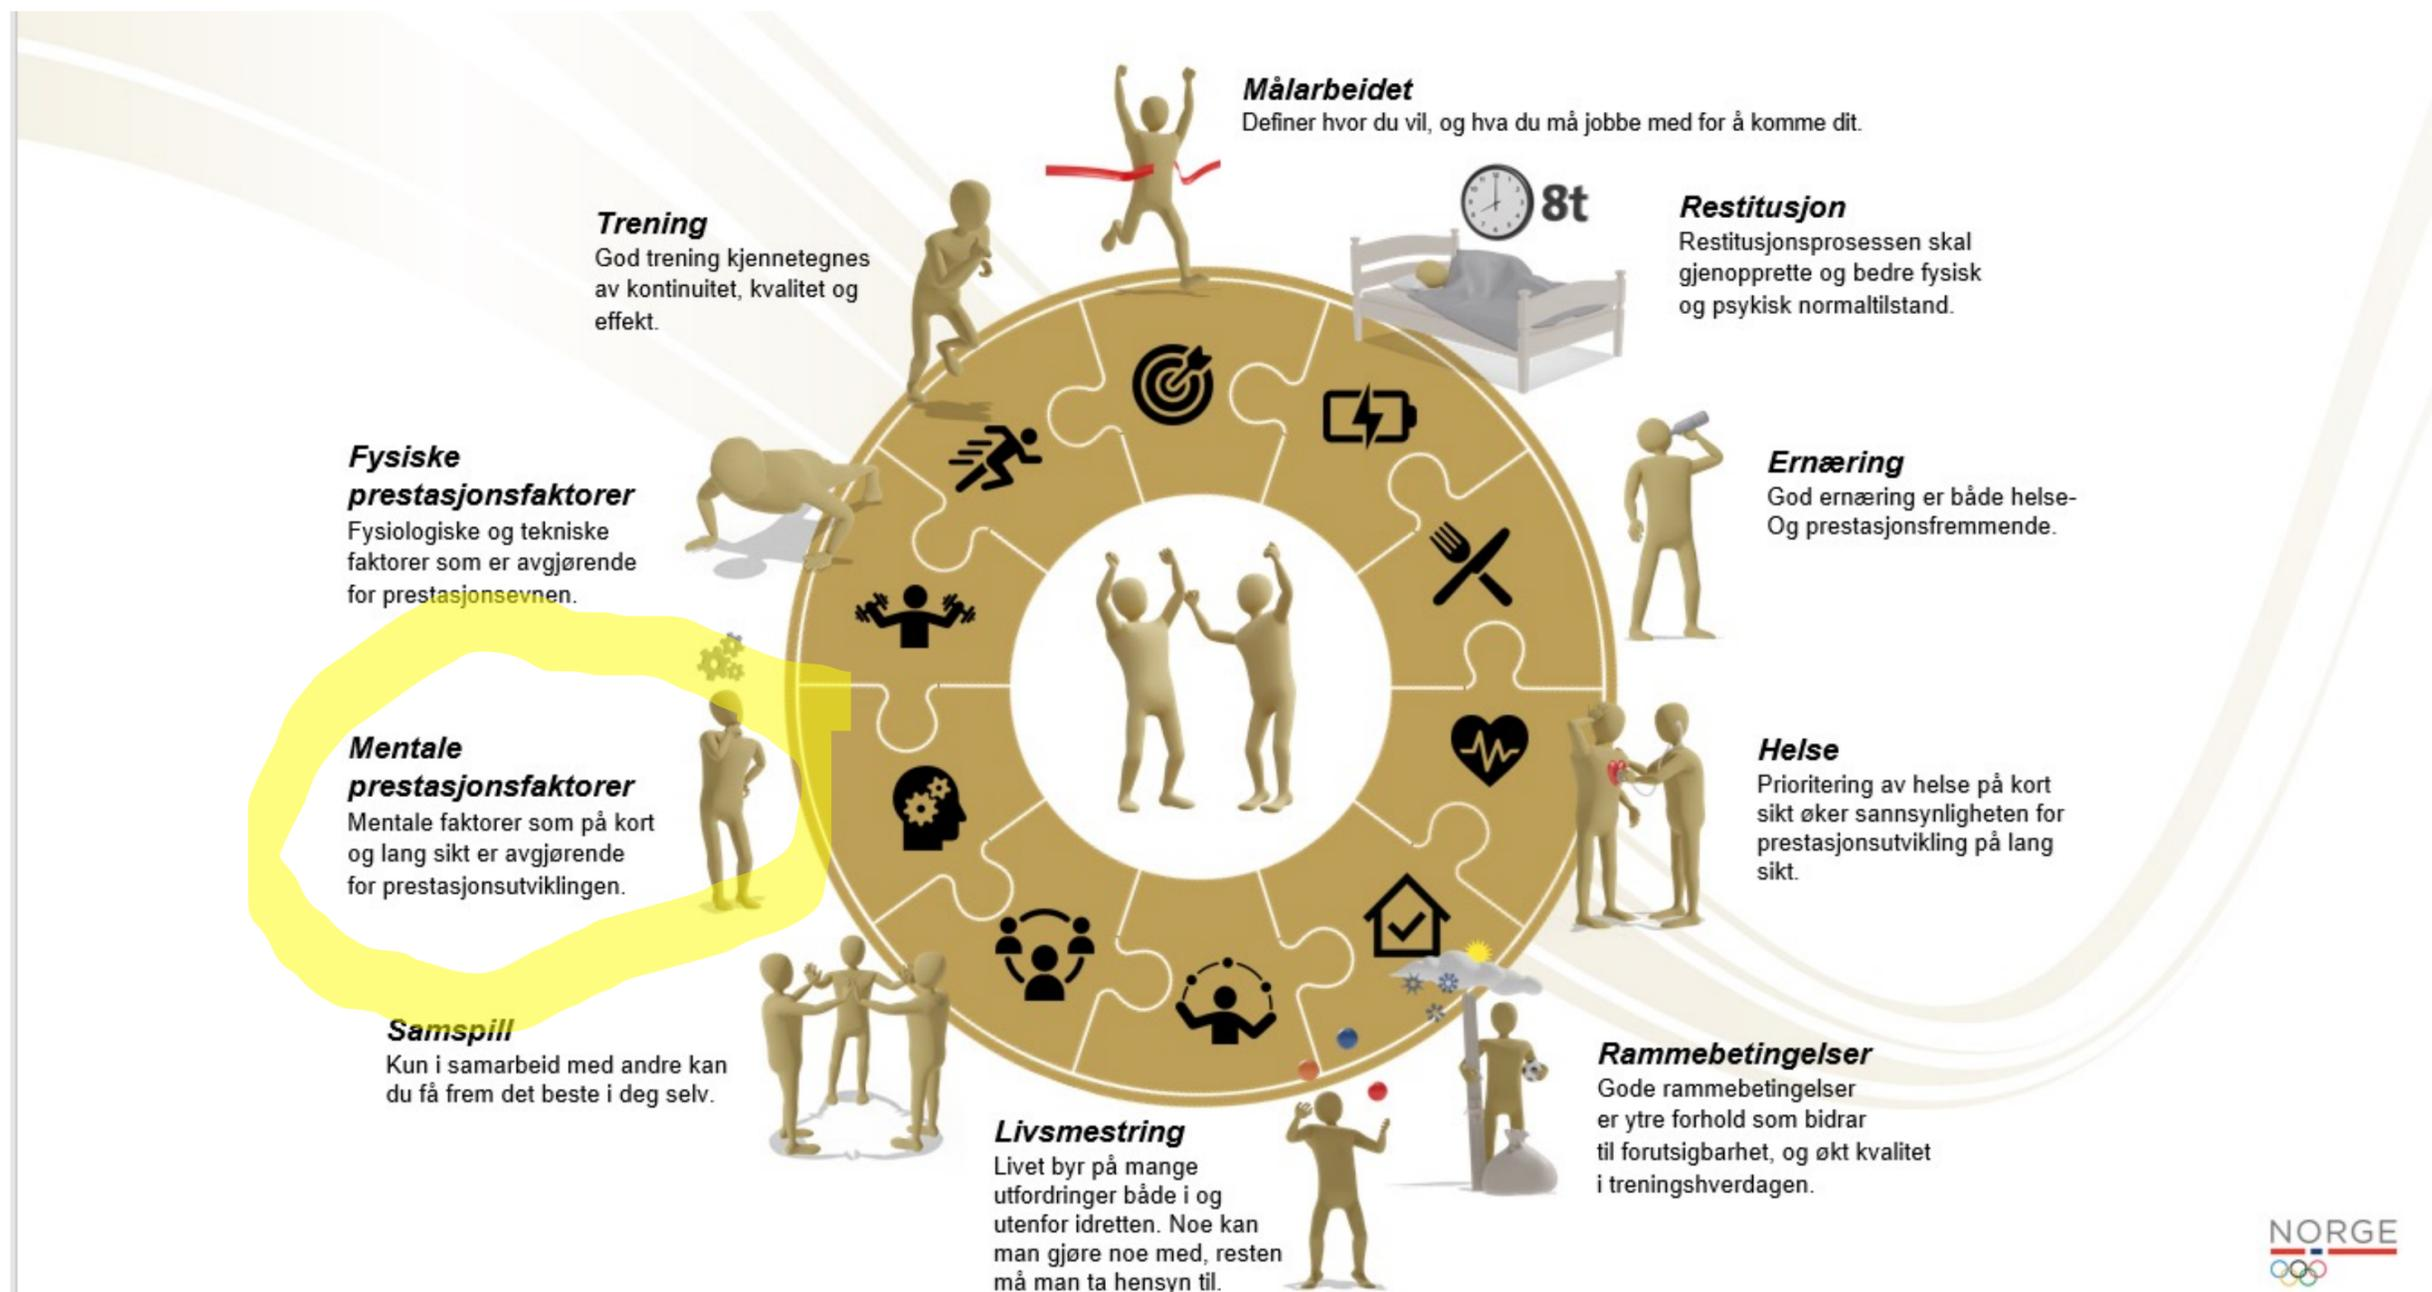 Målarbeidet
Definer hvor du vil, og hva du må jobbe med for å komme dit.
8t
Restitusjon
Restitusjonsprosessen skal
gjenopprette og bedre fysisk
og psykisk normaltilstand.
Trening
God trening kjennetegnes
av kontinuitet, kvalitet og
effekt.
Fysiske
prestasjonsfaktorer
Fysiologiske og tekniske
faktorer som er avgjørende
for prestasjonsevnen.
Ernæring
God ernæring er både helse-
Og prestasjonsfremmende.
Mentale
prestasjonsfaktorer
Mentale faktorer som på kort
og lang sikt er avgjørende
for prestasjonsutviklingen.
Helse
Prioritering av helse på kort
sikt øker sannsynligheten for
prestasjonsutvikling på lang
sikt.
Samspill
Kun i samarbeid med andre kan
du få frem det beste i deg selv.
Livsmestring
Livet byr på mange
utfordringer både i og
utenfor idretten. Noe kan
man gjøre noe med, resten
må man ta hensyn til.
Rammebetingelser
Gode rammebetingelser
er ytre forhold som bidrar
til forutsigbarhet, og økt kvalitet
i treningshverdagen.
NORGE